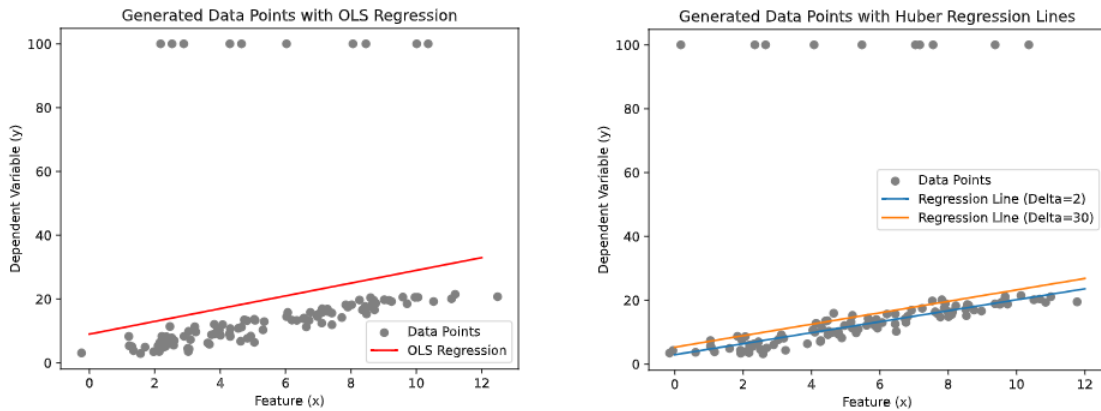 Generated Data Points with OLS Regression
100
80
60
40
20
0
Dependent Variable (y)
Data Points
OLS Regression
0 2 4 6 8 10 12
Feature (x)
Generated Data Points with Huber Regression Lines
100
80
60
40
20
0
Dependent Variable (y)
Data Points
Regression Line (Delta=2)
Regression Line (Delta=30)
0 2 4 6 8 10 12
Feature (x)